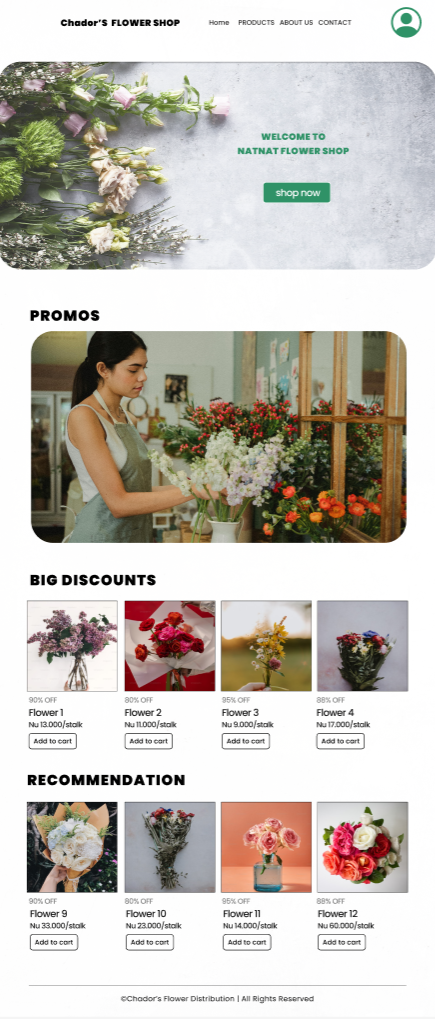 Chador'S FLOWER SHOP
Home PRODUCTS ABOUT US CONTACT
WELCOME TO
NATNAT FLOWER SHOP
shop now
PROMOS
BIG DISCOUNTS
90% OFF
Flower 1
Nu 13.000/stalk
Add to cart
80% OFF
Flower 2
Nu 11.000/stalk
Add to cart
95% OFF
Flower 3
Nu 9.000/stalk
Add to cart
88% OFF
Flower 4
Nu 17.000/stalk
Add to cart
RECOMMENDATION
90% OFF
Flower 9
Nu 33.000/stalk
Add to cart
80% OFF
Flower 10
Nu 23.000/stalk
Add to cart
95% OFF
Flower 11
Nu 14.000/stalk
Add to cart
88% OFF
Flower 12
Nu 60.000/stalk
Add to cart
©Chador's Flower Distribution | All Rights Reserved